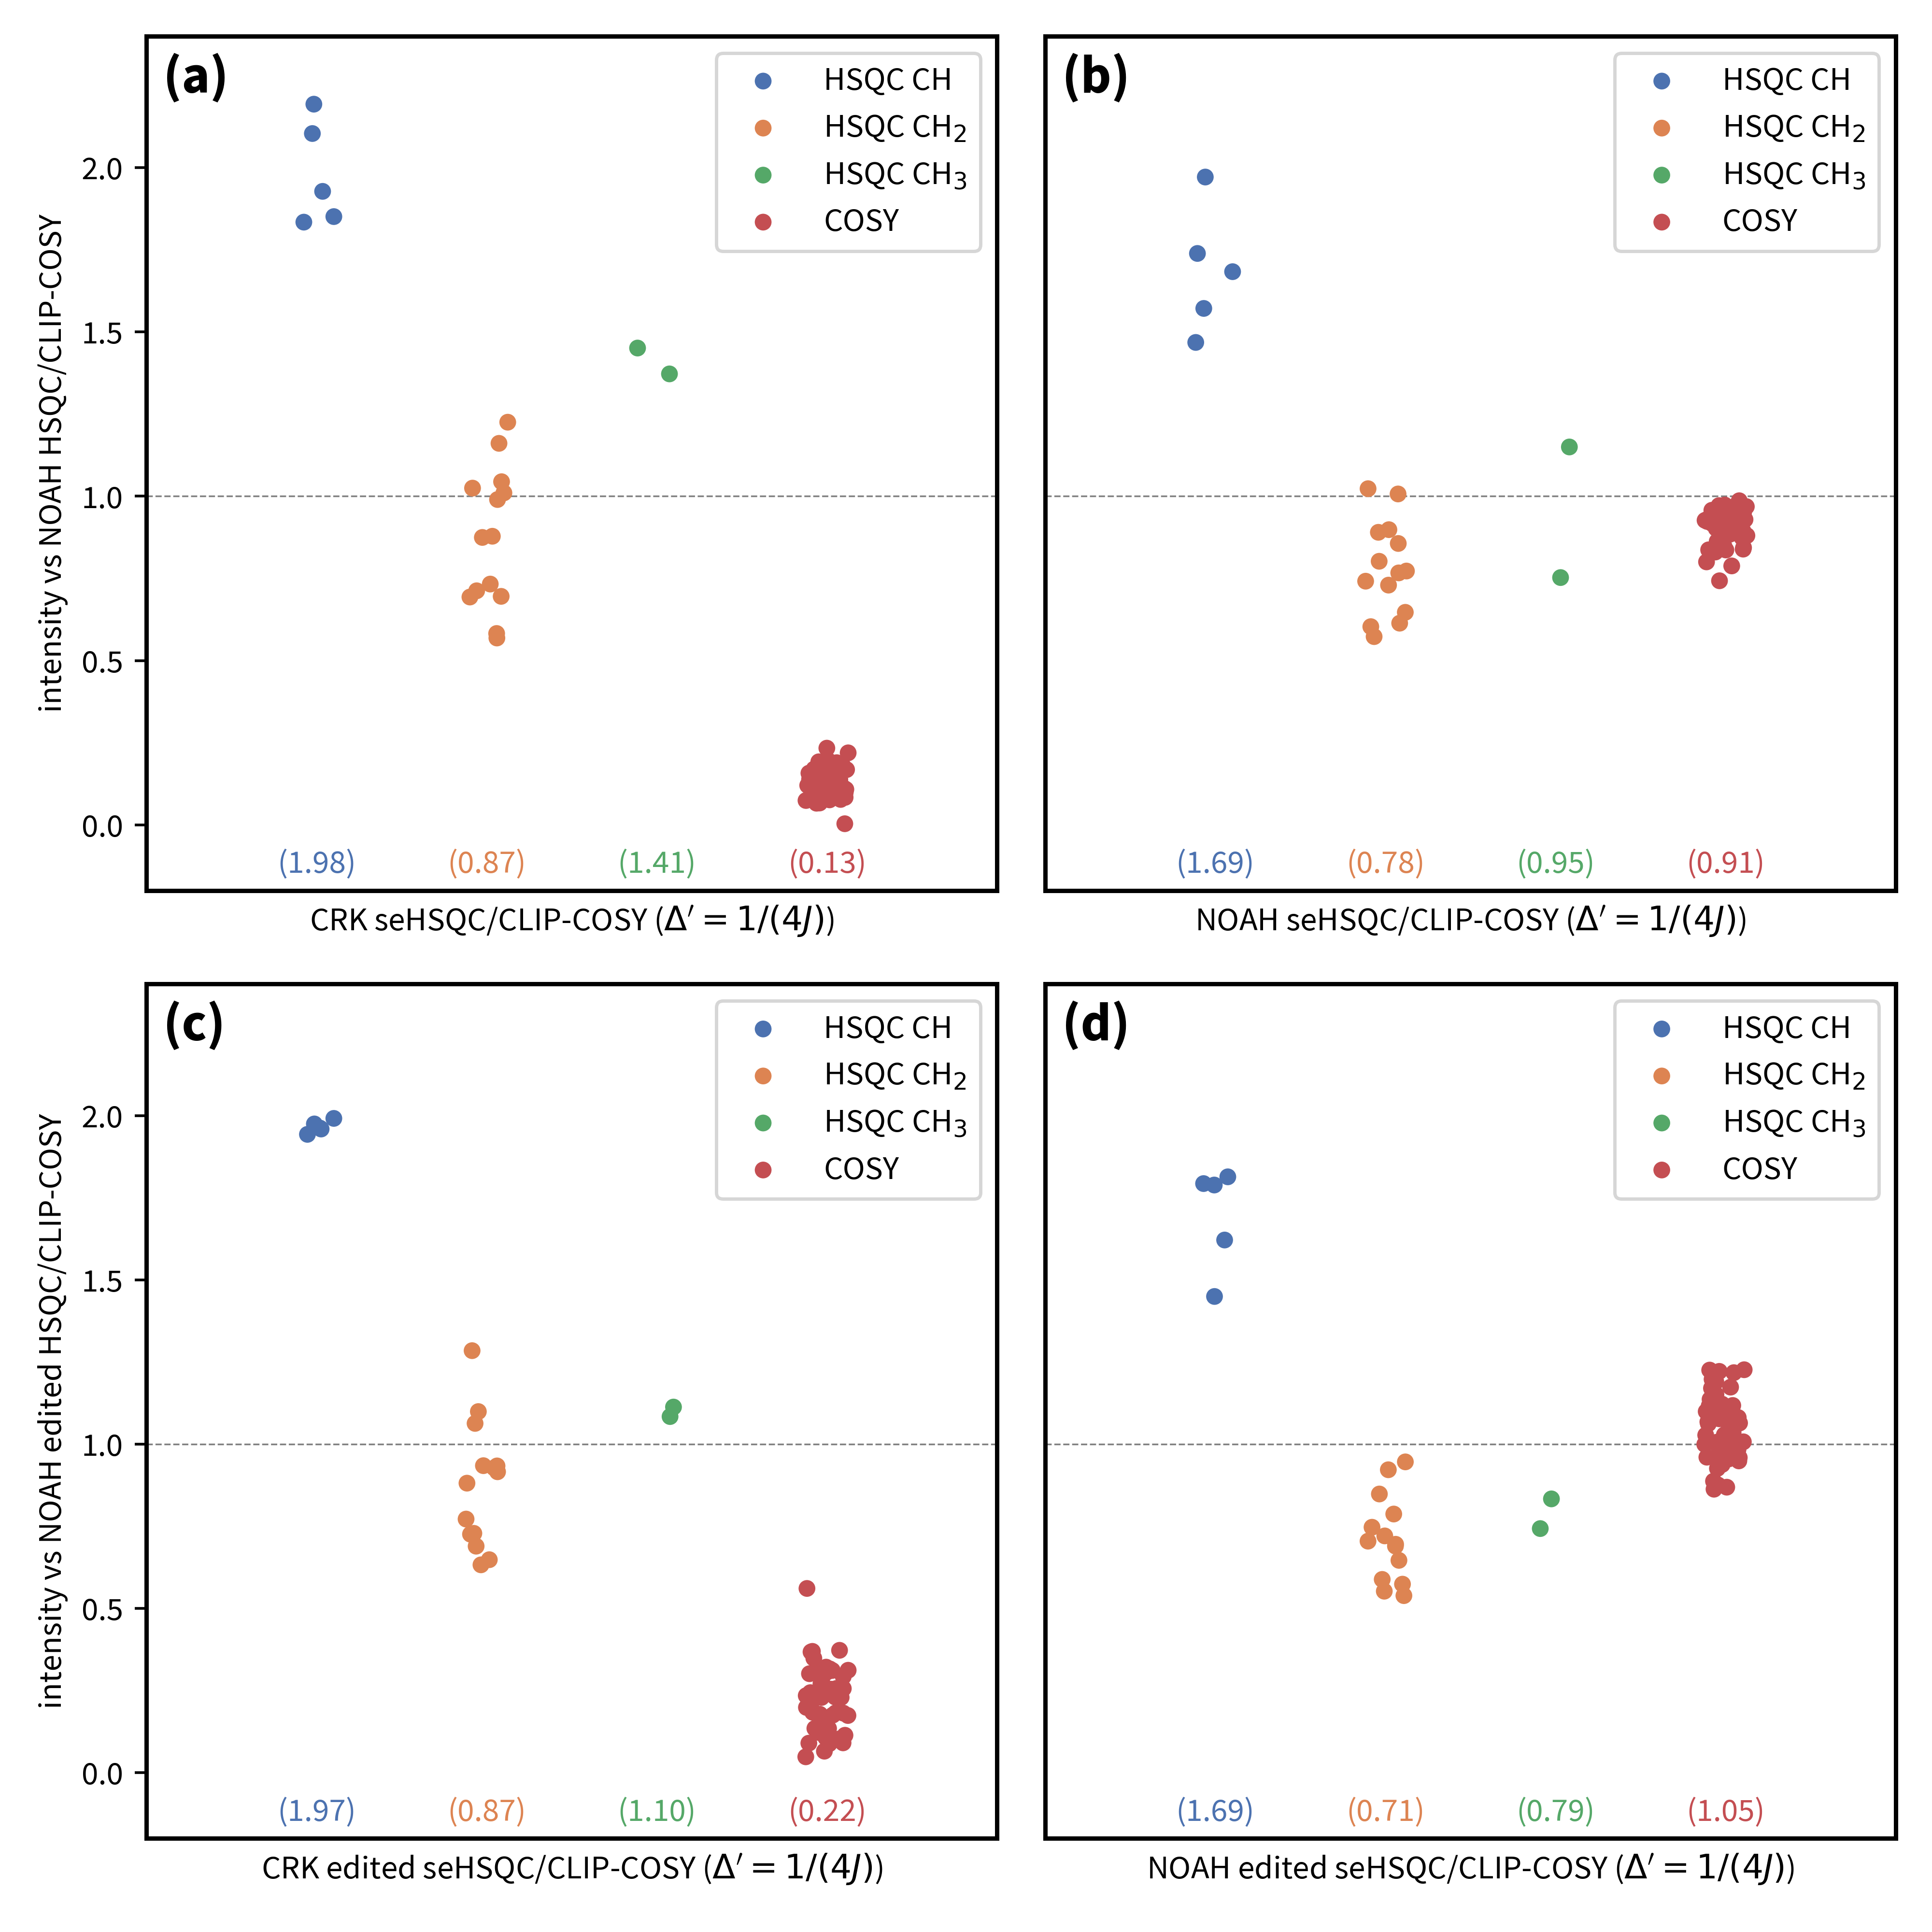 (a)
HSQC CH
HSQC CH₂
HSQC CH₃
COSY
intensity vs NOAH HSQC/CLIP-COSY
2.0
1.5
1.0
0.5
0.0
(1.98) (0.87) (1.41) (0.13)
CRK seHSQC/CLIP-COSY (Δ′ = 1/(4J))
(b)
HSQC CH
HSQC CH₂
HSQC CH₃
COSY
(1.69) (0.78) (0.95) (0.91)
NOAH seHSQC/CLIP-COSY (Δ′ = 1/(4J))
(c)
HSQC CH
HSQC CH₂
HSQC CH₃
COSY
intensity vs NOAH edited HSQC/CLIP-COSY
2.0
1.5
1.0
0.5
0.0
(1.97) (0.87) (1.10) (0.22)
CRK edited seHSQC/CLIP-COSY (Δ′ = 1/(4J))
(d)
HSQC CH
HSQC CH₂
HSQC CH₃
COSY
(1.69) (0.71) (0.79) (1.05)
NOAH edited seHSQC/CLIP-COSY (Δ′ = 1/(4J))